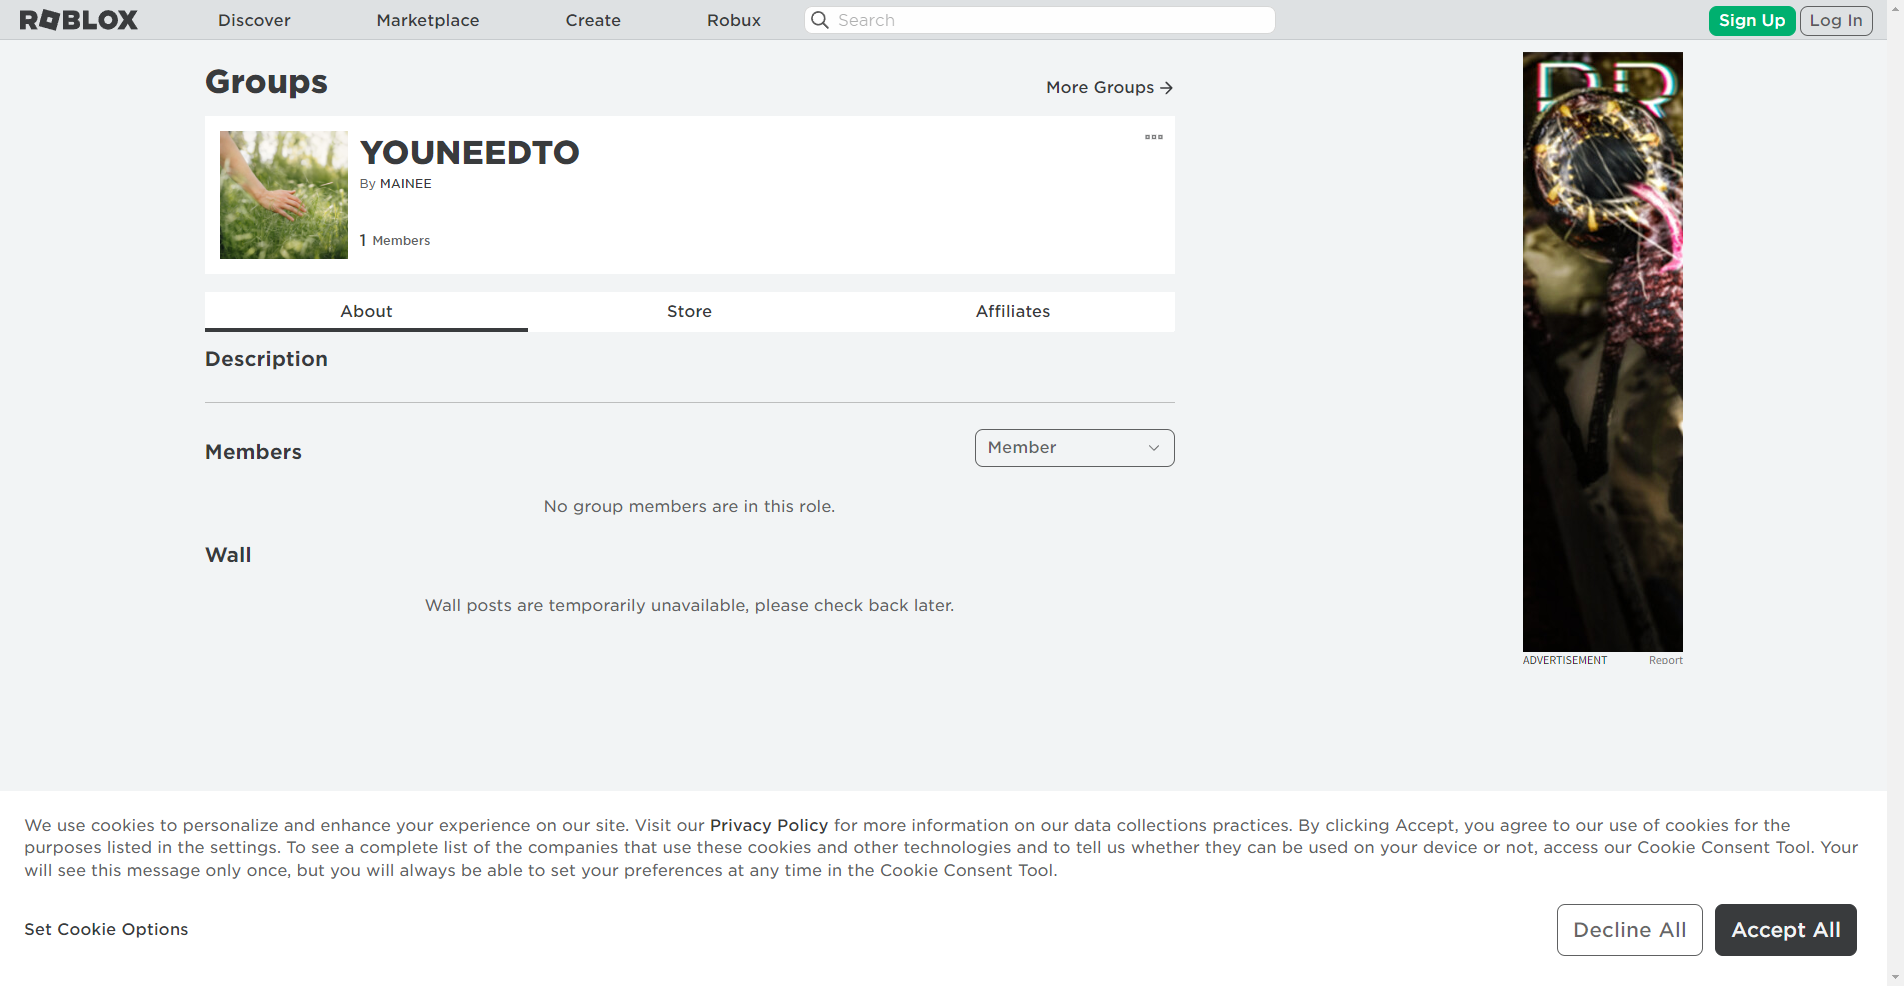 ROBLOX
Discover
Marketplace
Create
Robux
Search
Sign Up
Log In
Groups
More Groups
YOUNEEDTO
By MAINEE
1 Members
About
Store
Affiliates
Description
Members
Member
No group members are in this role.
Wall
Wall posts are temporarily unavailable, please check back later.
ADVERTISEMENT
Report
We use cookies to personalize and enhance your experience on our site. Visit our Privacy Policy for more information on our data collections practices. By clicking Accept, you agree to our use of cookies for the
purposes listed in the settings. To see a complete list of the companies that use these cookies and other technologies and to tell us whether they can be used on your device or not, access our Cookie Consent Tool. Your
will see this message only once, but you will always be able to set your preferences at any time in the Cookie Consent Tool.
Set Cookie Options
Decline All
Accept All